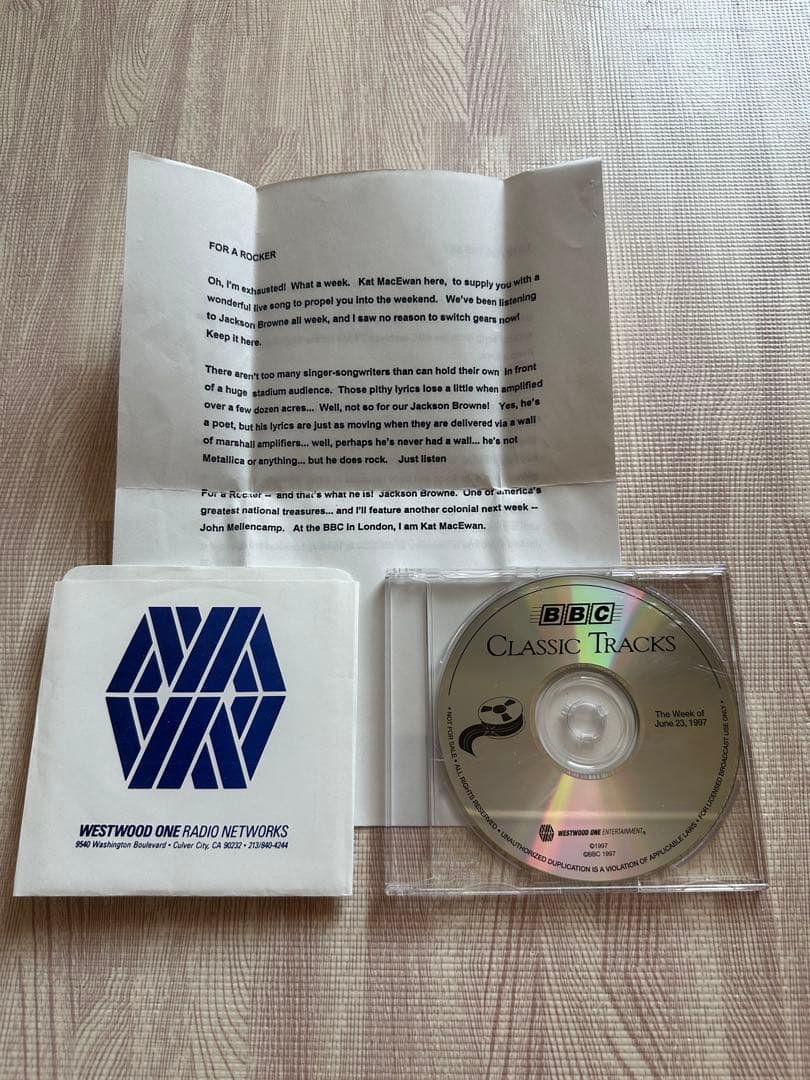 FOR A ROCKER
Oh, I'm exhausted! What a week. Kat MacEwan here, to supply you with a
wonderful live song to propel you into the weekend. We've been listening
to Jackson Browne all week, and I saw no reason to switch gears now!
Keep it here.
There aren't too many singer-songwriters than can hold their own in front
of a huge stadium audience. Those pithy lyrics lose a little when amplified
over a few dozen acres... Well, not so for our Jackson Browne! Yes, he's
a poet, but his lyrics are just as moving when they are delivered via a wall
of marshall amplifiers... well, perhaps he's never had a wall... he's not
Metallica or anything... but he does rock. Just listen
For a Rocker -- and that's what he is! Jackson Browne. One of america's
greatest national treasures... and I'll feature another colonial next week --
John Mellencamp. At the BBC in London, I am Kat MacEwan.
WESTWOOD ONE RADIO NETWORKS
9540 Washington Boulevard • Culver City, CA 90232 • 213/840-4244
BBC
CLASSIC TRACKS
The Week of
June 23, 1997
WESTWOOD ONE ENTERTAINMENT®
©1997
©BBC 1997
• NOT FOR SALE • ALL RIGHTS RESERVED • UNAUTHORIZED DUPLICATION IS A VIOLATION OF APPLICABLE LAWS • FOR LICENSED BROADCAST USE ONLY •